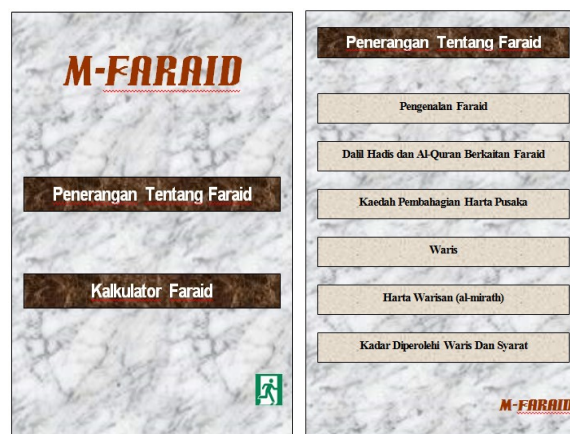 M-FARAID
Penerangan Tentang Faraid
Kalkulator Faraid
Penerangan Tentang Faraid
Pengenalan Faraid
Dalil Hadis dan Al-Quran Berkaitan Faraid
Kaedah Pembahagian Harta Pusaka
Waris
Harta Warisan (al-mirath)
Kadar Diperolehi Waris Dan Syarat
M-FARAID